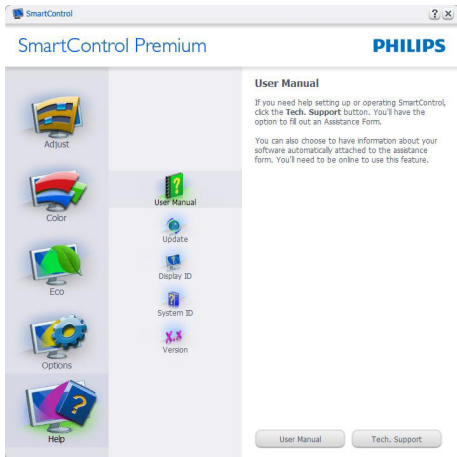 SmartControl
? X
SmartControl Premium
PHILIPS
Adjust
Color
Eco
Options
Help
User Manual
Update
Display ID
System ID
X.X
Version
User Manual
If you need help setting up or operating SmartControl,
click the Tech. Support button. You'll have the
option to fill out an Assistance Form.
You can also choose to have information about your
software automatically attached to the assistance
form. You'll need to be online to use this feature.
User Manual
Tech. Support